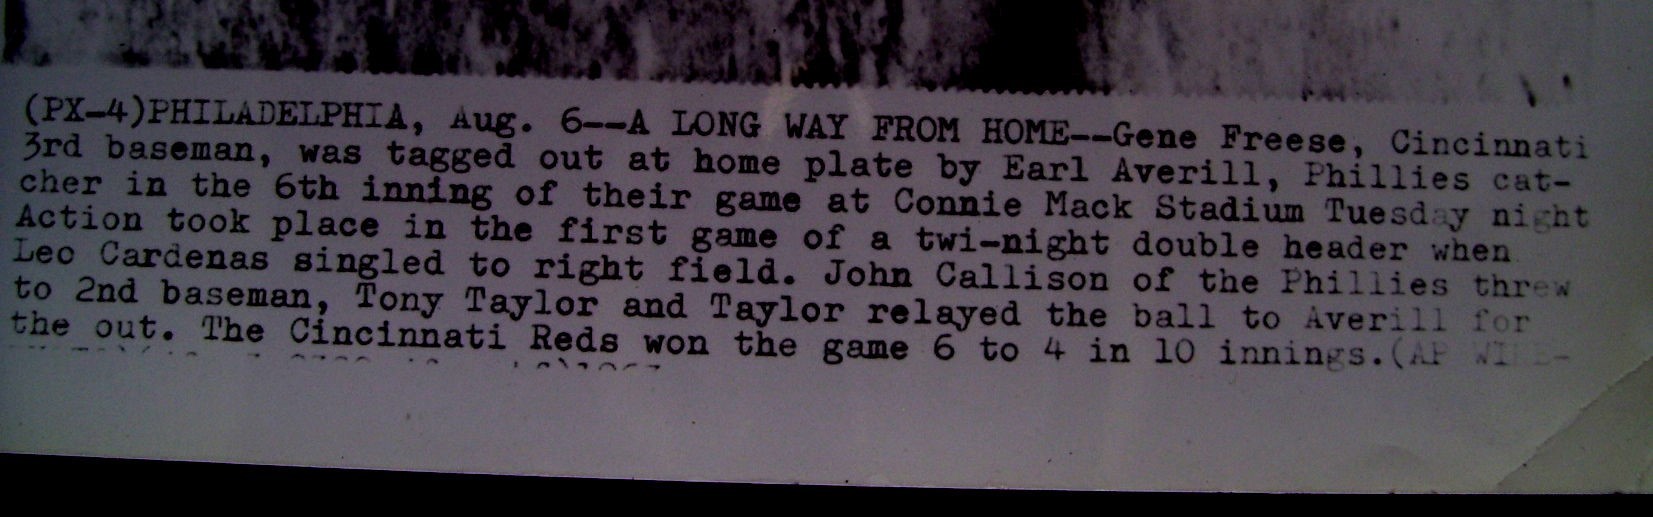 (PX-4)PHILADELPHIA, Aug. 6--A LONG WAY FROM HOME--Gene Freese, Cincinnati
3rd baseman, was tagged out at home plate by Earl Averill, Phillies cat-
cher in the 6th inning of their game at Connie Mack Stadium Tuesday night
Action took place in the first game of a twi-night double header when
Leo Cardenas singled to right field. John Callison of the Phillies threw
to 2nd baseman, Tony Taylor and Taylor relayed the ball to Averill for
the out. The Cincinnati Reds won the game 6 to 4 in 10 innings.(AP